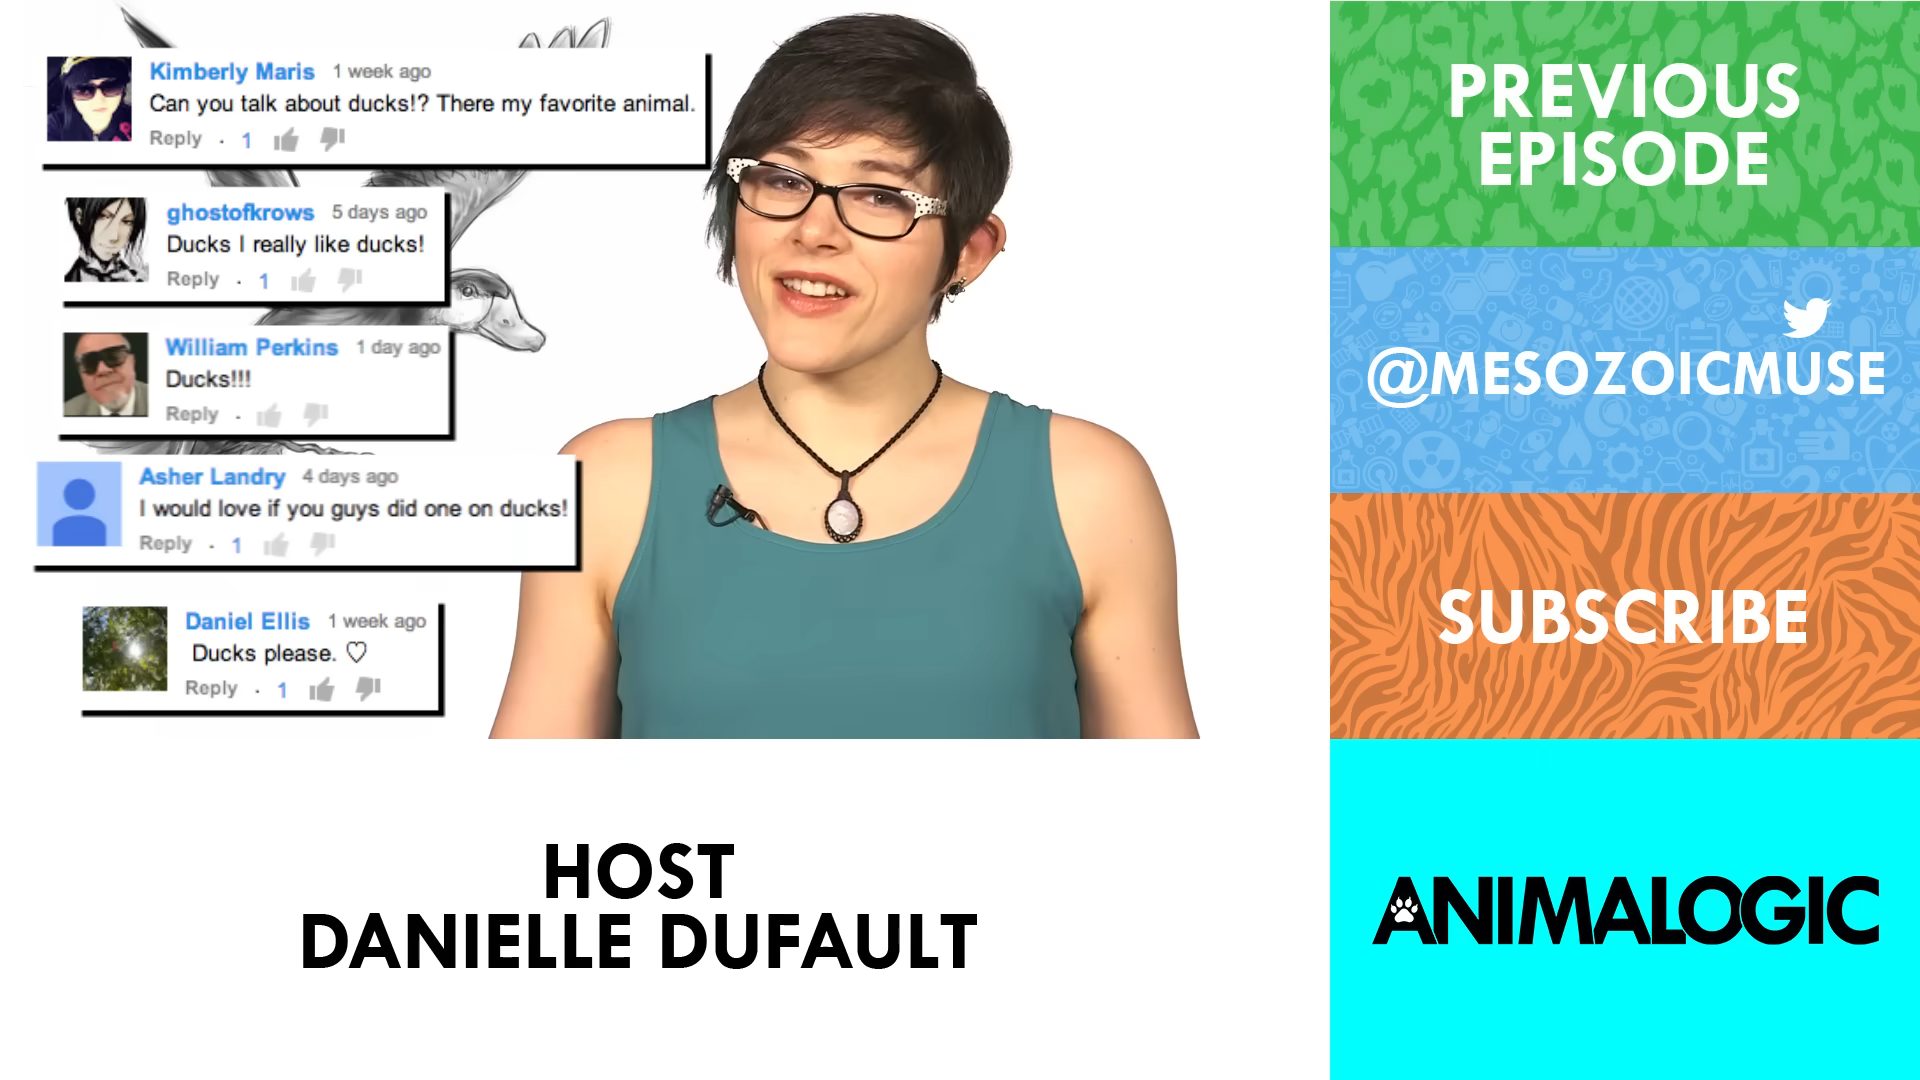 Kimberly Maris 1 week ago
Can you talk about ducks!? There my favorite animal.
Reply · 1
ghostofkrows 5 days ago
Ducks I really like ducks!
Reply · 1
William Perkins 1 day ago
Ducks!!!
Reply ·
Asher Landry 4 days ago
I would love if you guys did one on ducks!
Reply · 1
Daniel Ellis 1 week ago
Ducks please. ♡
Reply · 1
HOST
DANIELLE DUFAULT
PREVIOUS
EPISODE
@MESOZOICMUSE
SUBSCRIBE
ANIMALOGIC